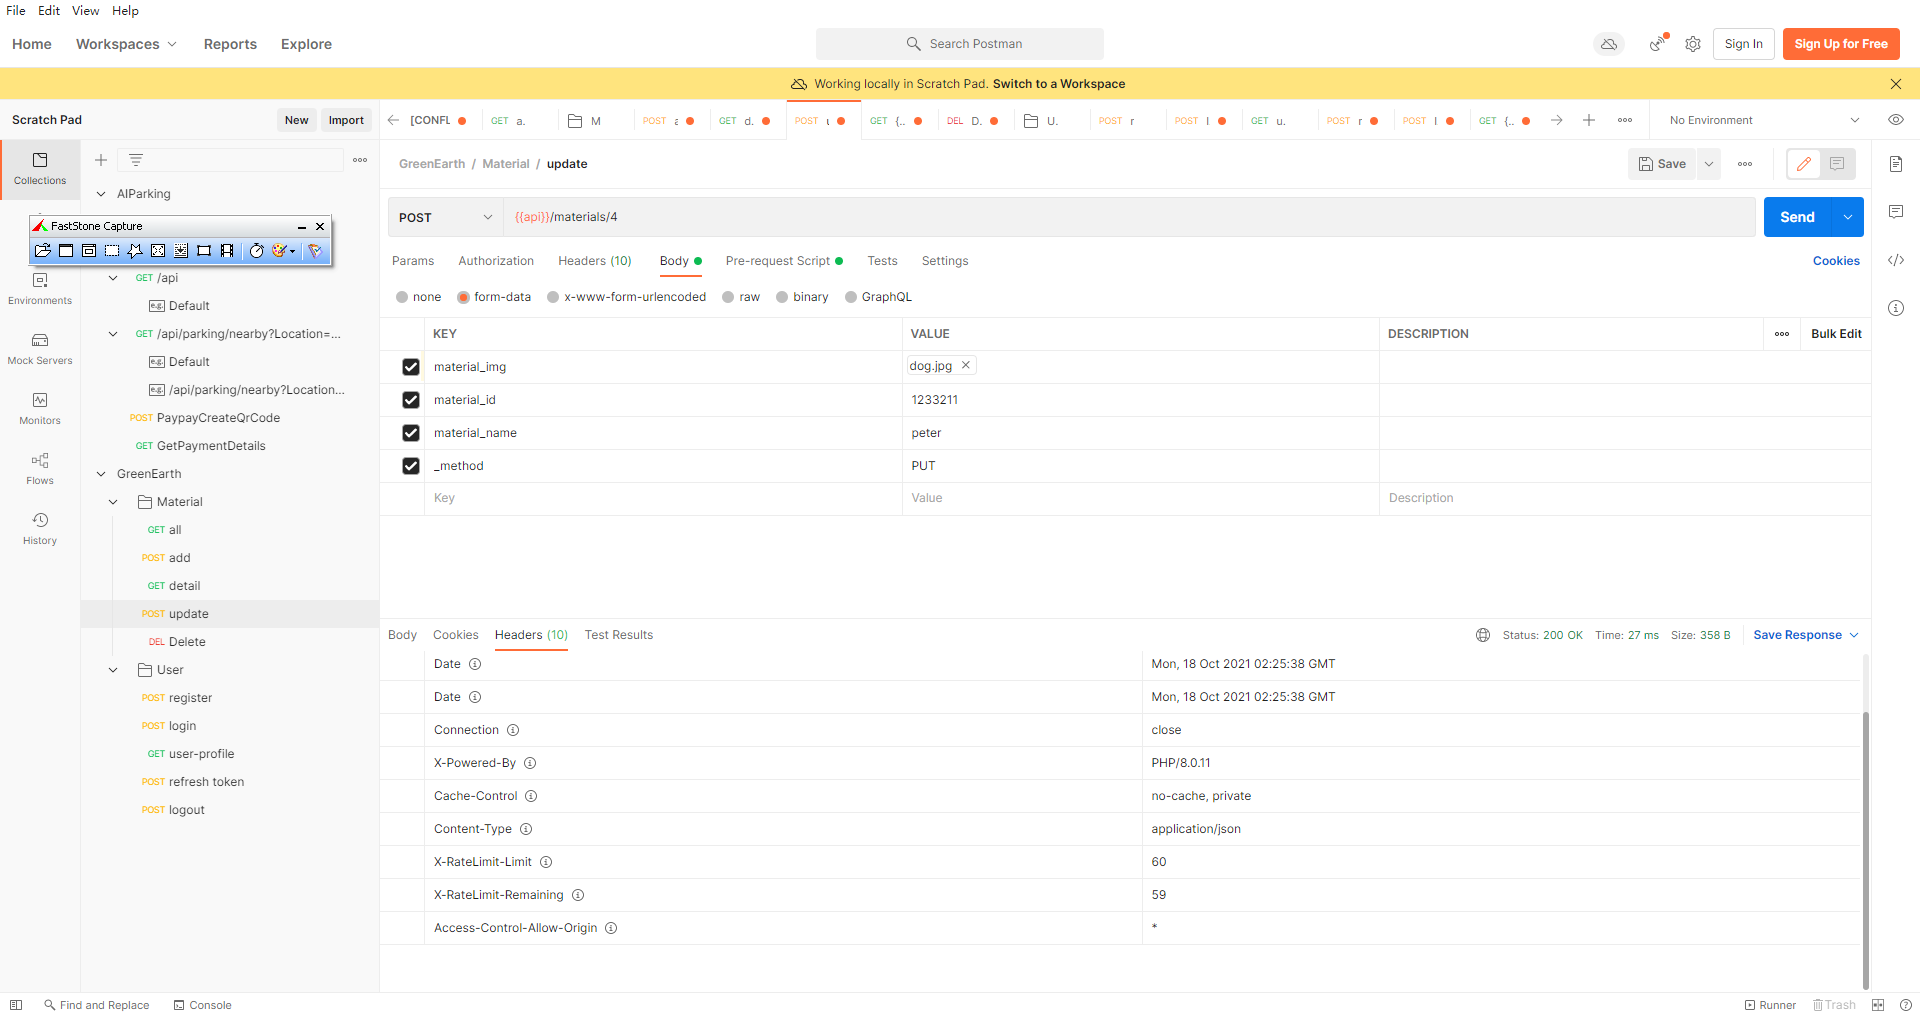 File Edit View Help
Home Workspaces Reports Explore
Search Postman
Sign In
Sign Up for Free
Working locally in Scratch Pad. Switch to a Workspace
Scratch Pad
New
Import
[CONFL
GET a.
M
POST
GET d.
POST
GET {..
DEL D.
U.
POST r
POST
GET u.
POST r
POST
GET {..
No Environment
Collections
Environments
Mock Servers
Monitors
Flows
History
AIParking
FastStone Capture
GET /api
e.g. Default
GET /api/parking/nearby?Location=...
e.g. Default
e.g. /api/parking/nearby?Location...
POST PaypayCreateQrCode
GET GetPaymentDetails
GreenEarth
Material
GET all
POST add
GET detail
POST update
DEL Delete
User
POST register
POST login
GET user-profile
POST refresh token
POST logout
GreenEarth / Material / update
Save
POST
{{api}}/materials/4
Send
Params Authorization Headers (10) Body Pre-request Script Tests Settings
Cookies
none form-data x-www-form-urlencoded raw binary GraphQL
KEY VALUE DESCRIPTION
Bulk Edit
material_img dog.jpg
material_id 1233211
material_name peter
_method PUT
Key Value Description
Body Cookies Headers (10) Test Results
Status: 200 OK Time: 27 ms Size: 358 B
Save Response
Date Mon, 18 Oct 2021 02:25:38 GMT
Date Mon, 18 Oct 2021 02:25:38 GMT
Connection close
X-Powered-By PHP/8.0.11
Cache-Control no-cache, private
Content-Type application/json
X-RateLimit-Limit 60
X-RateLimit-Remaining 59
Access-Control-Allow-Origin *
Find and Replace
Console
Runner
Trash